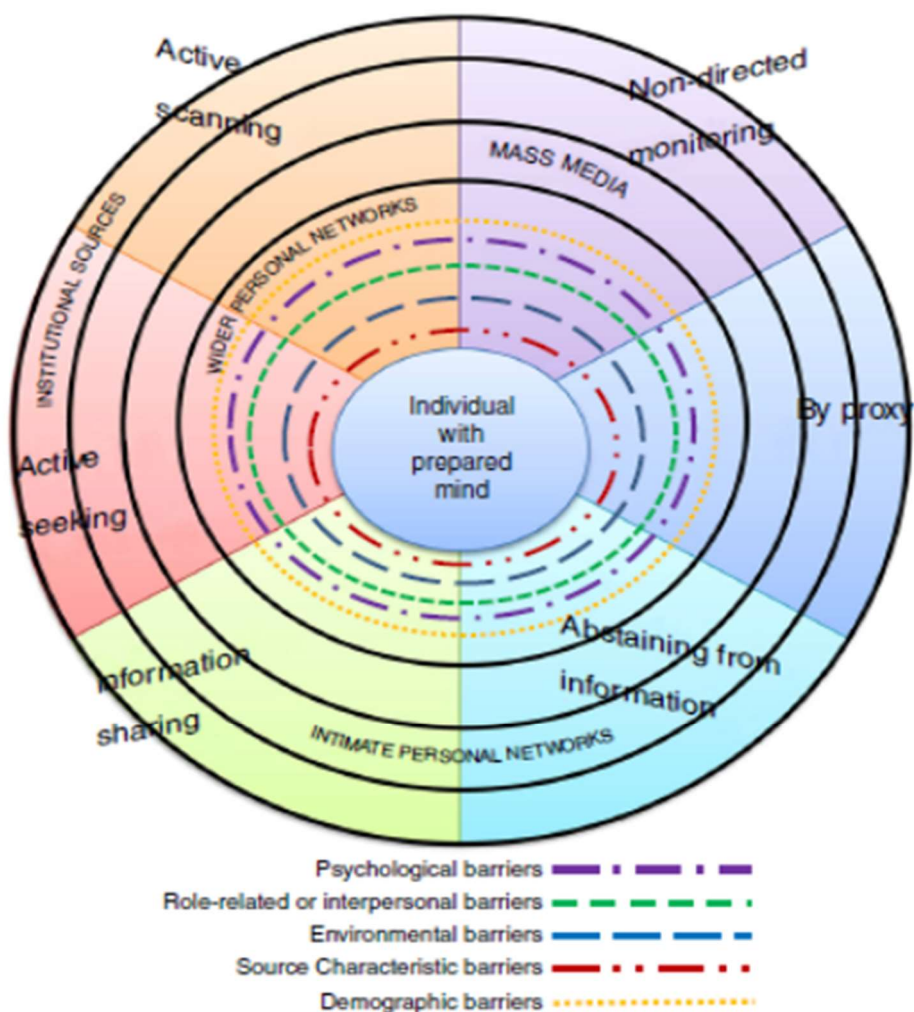 Active
scanning
Non-directed
monitoring
MASS MEDIA
WIDER PERSONAL NETWORKS
INSTITUTIONAL SOURCES
Individual
with
prepared
mind
By proxy
Active
seeking
Abstaining from
information
information
sharing
INTIMATE PERSONAL NETWORKS
Psychological barriers
Role-related or interpersonal barriers
Environmental barriers
Source Characteristic barriers
Demographic barriers